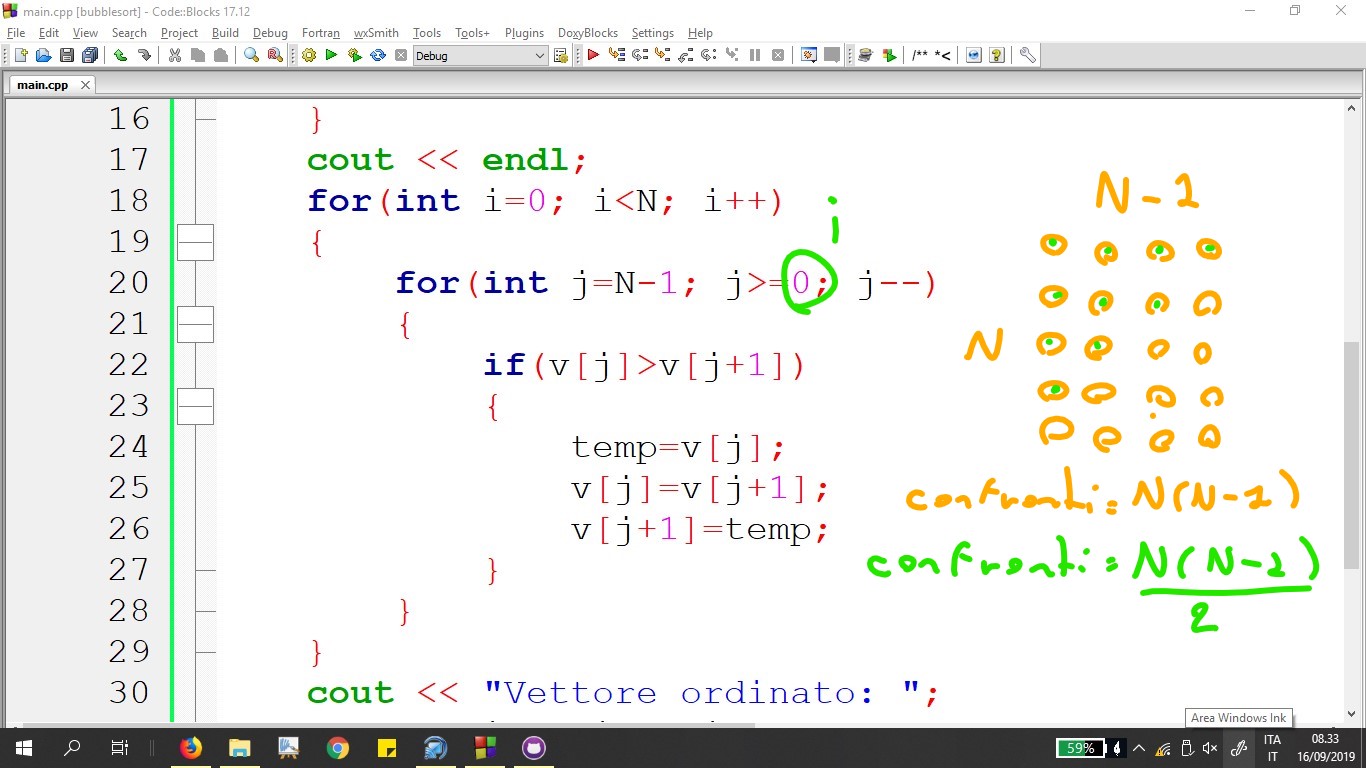 main.cpp [bubblesort] - Code::Blocks 17.12
File Edit View Search Project Build Debug Fortran wxSmith Tools Tools+ Plugins DoxyBlocks Settings Help
Debug
/** *<
main.cpp
16 }
17 cout << endl;
18 for(int i=0; i<N; i++)
i
N-1
19 {
20 for(int j=N-1; j>=0; j--)
21 {
22 if(v[j]>v[j+1])
N
23 {
24 temp=v[j];
25 v[j]=v[j+1];
confronti= N(N-1)
26 v[j+1]=temp;
27 }
confronti= N(N-1)
2
28 }
29 }
30 cout << "Vettore ordinato: ";
Area Windows Ink
59%
ITA
IT
08.33
16/09/2019